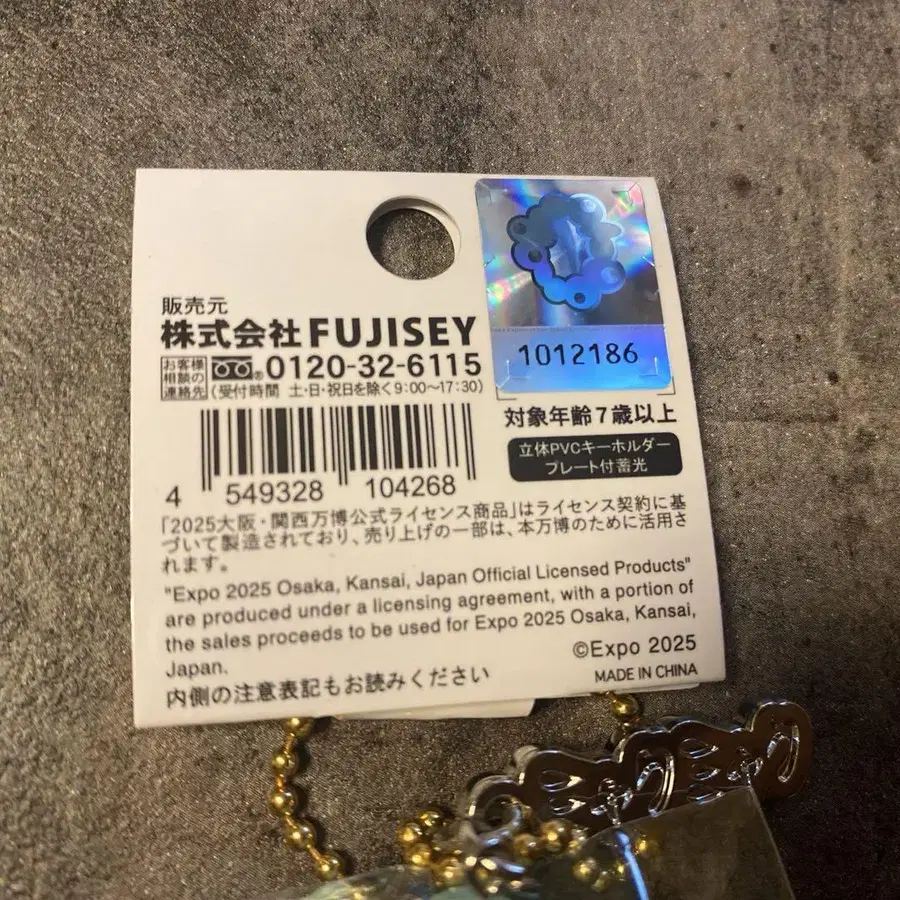 販売元
株式会社FUJISEY
お客様
相談の
連絡先
0120-32-6115
(受付時間 土・日・祝日を除く9:00〜17:30)
1012186
対象年齢7歳以上
立体PVCキーホルダー
プレート付蓄光
4 549328 104268
「2025大阪・関西万博公式ライセンス商品」はライセンス契約に基
づいて製造されており、売り上げの一部は、本万博のために活用さ
れます。
"Expo 2025 Osaka, Kansai, Japan Official Licensed Products"
are produced under a licensing agreement, with a portion of
the sales proceeds to be used for Expo 2025 Osaka, Kansai,
Japan.
©Expo 2025
内側の注意表記もお読みください
MADE IN CHINA